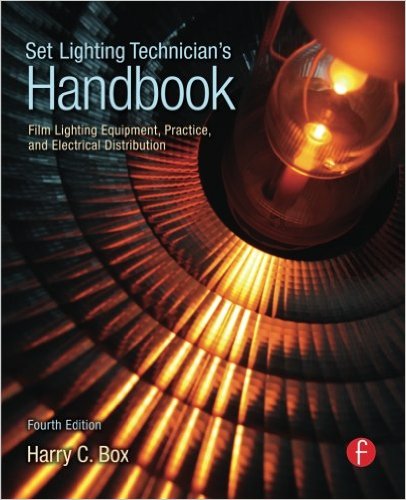 Set Lighting Technician's
Handbook
Film Lighting Equipment, Practice,
and Electrical Distribution
Fourth Edition
Harry C. Box
f